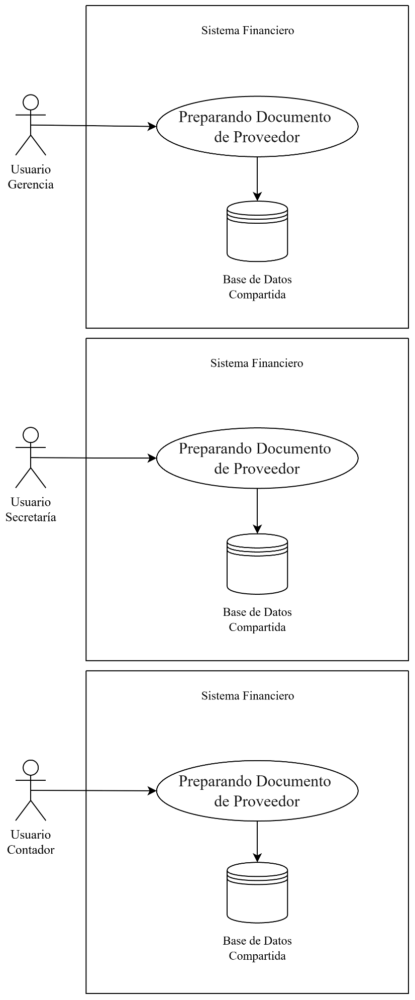 Sistema Financiero
Preparando Documento
de Proveedor
Usuario
Gerencia
Base de Datos
Compartida
Sistema Financiero
Preparando Documento
de Proveedor
Usuario
Secretaría
Base de Datos
Compartida
Sistema Financiero
Preparando Documento
de Proveedor
Usuario
Contador
Base de Datos
Compartida